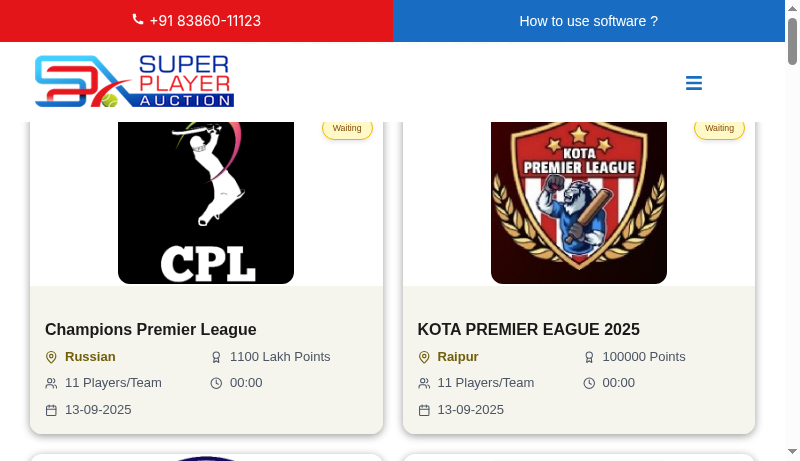 +91 83860-11123
How to use software ?
SUPER
PLAYER
AUCTION
Waiting
CPL
Champions Premier League
Russian
1100 Lakh Points
11 Players/Team
00:00
13-09-2025
Waiting
KOTA
PREMIER LEAGUE
KOTA PREMIER EAGUE 2025
Raipur
100000 Points
11 Players/Team
00:00
13-09-2025